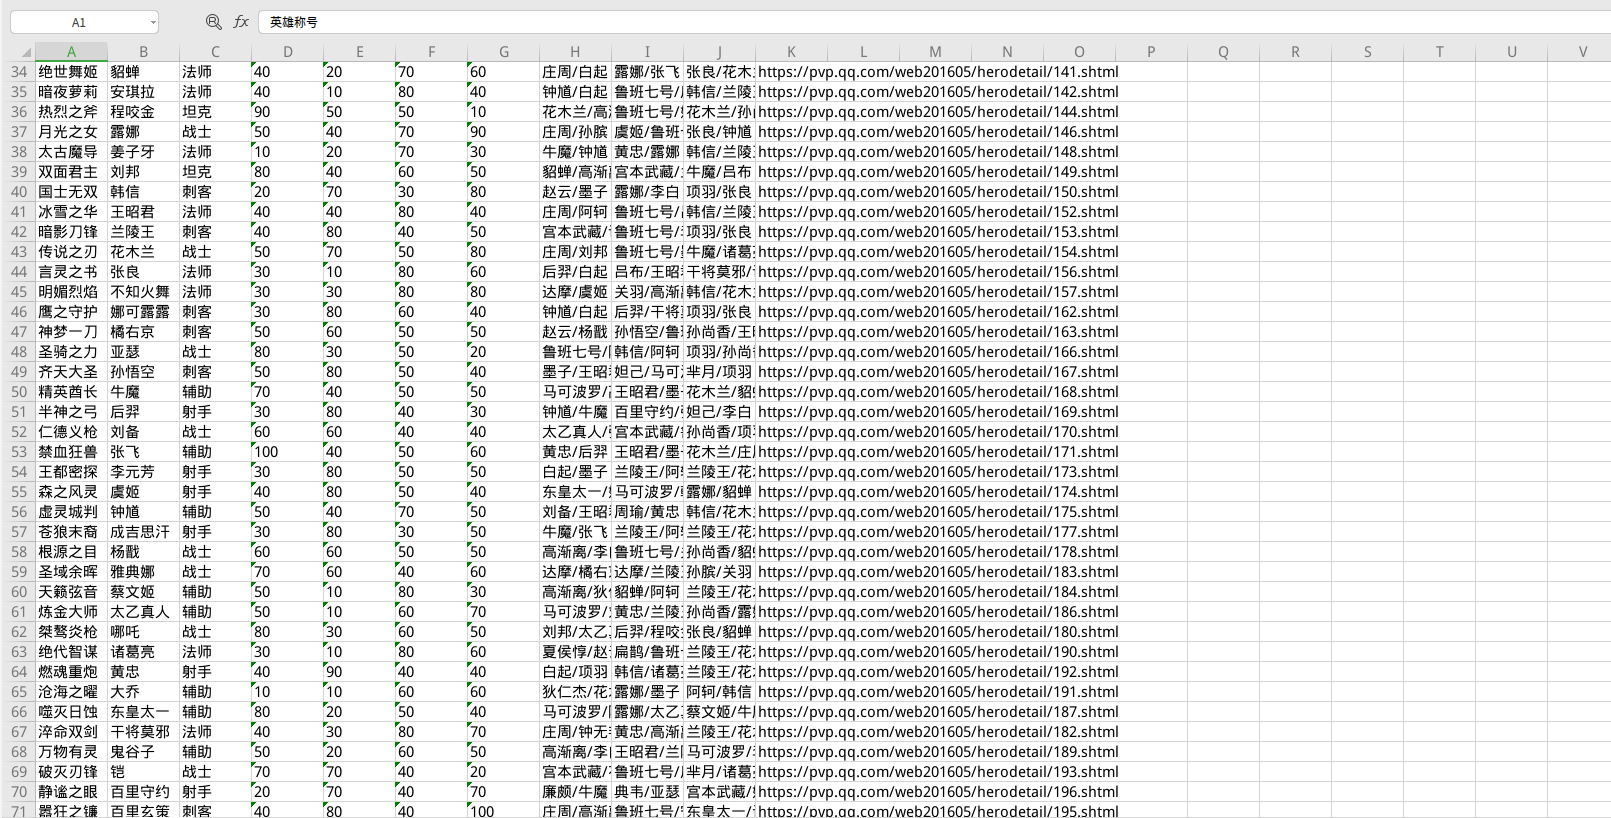 A1 fx 英雄称号
A B C D E F G H I J K L M N O P Q R S T U V
34 绝世舞姬 貂蝉 法师 40 20 70 60 庄周/白起 露娜/张飞 张良/花木 https://pvp.qq.com/web201605/herodetail/141.shtml
35 暗夜萝莉 安琪拉 法师 40 10 80 40 钟馗/白起 鲁班七号/ 韩信/兰陵 https://pvp.qq.com/web201605/herodetail/142.shtml
36 热烈之斧 程咬金 坦克 90 50 50 10 花木兰/高 鲁班七号/ 花木兰/孙 https://pvp.qq.com/web201605/herodetail/144.shtml
37 月光之女 露娜 战士 50 40 70 90 庄周/孙膑 虞姬/鲁班 张良/钟馗 https://pvp.qq.com/web201605/herodetail/146.shtml
38 太古魔导 姜子牙 法师 10 20 70 30 牛魔/钟馗 黄忠/露娜 韩信/兰陵 https://pvp.qq.com/web201605/herodetail/148.shtml
39 双面君主 刘邦 坦克 80 40 60 50 貂蝉/高渐 宫本武藏/ 牛魔/吕布 https://pvp.qq.com/web201605/herodetail/149.shtml
40 国士无双 韩信 刺客 20 70 30 80 赵云/墨子 露娜/李白 项羽/张良 https://pvp.qq.com/web201605/herodetail/150.shtml
41 冰雪之华 王昭君 法师 40 40 80 40 庄周/阿轲 鲁班七号/ 韩信/兰陵 https://pvp.qq.com/web201605/herodetail/152.shtml
42 暗影刀锋 兰陵王 刺客 40 80 40 50 宫本武藏/ 鲁班七号/ 项羽/张良 https://pvp.qq.com/web201605/herodetail/153.shtml
43 传说之刃 花木兰 战士 50 70 50 80 庄周/刘邦 鲁班七号/ 牛魔/诸葛 https://pvp.qq.com/web201605/herodetail/154.shtml
44 言灵之书 张良 法师 30 10 80 60 后羿/白起 吕布/王昭 干将莫邪/ https://pvp.qq.com/web201605/herodetail/156.shtml
45 明媚烈焰 不知火舞 法师 30 30 80 80 达摩/虞姬 关羽/高渐 韩信/花木 https://pvp.qq.com/web201605/herodetail/157.shtml
46 鹰之守护 娜可露露 刺客 30 80 60 40 钟馗/白起 后羿/干将 项羽/张良 https://pvp.qq.com/web201605/herodetail/162.shtml
47 神梦一刀 橘右京 刺客 50 60 50 50 赵云/杨戬 孙悟空/鲁 孙尚香/王 https://pvp.qq.com/web201605/herodetail/163.shtml
48 圣骑之力 亚瑟 战士 80 30 50 20 鲁班七号/ 韩信/阿轲 项羽/孙尚 https://pvp.qq.com/web201605/herodetail/166.shtml
49 齐天大圣 孙悟空 刺客 50 80 50 40 墨子/王昭 妲己/马可 芈月/项羽 https://pvp.qq.com/web201605/herodetail/167.shtml
50 精英酋长 牛魔 辅助 70 40 50 50 马可波罗/ 王昭君/墨 花木兰/貂 https://pvp.qq.com/web201605/herodetail/168.shtml
51 半神之弓 后羿 射手 30 80 40 30 钟馗/牛魔 百里守约/ 妲己/李白 https://pvp.qq.com/web201605/herodetail/169.shtml
52 仁德义枪 刘备 战士 60 60 40 40 太乙真人/ 宫本武藏/ 孙尚香/项 https://pvp.qq.com/web201605/herodetail/170.shtml
53 禁血狂兽 张飞 辅助 100 40 50 60 黄忠/后羿 王昭君/墨 花木兰/庄 https://pvp.qq.com/web201605/herodetail/171.shtml
54 王都密探 李元芳 射手 30 80 50 50 白起/墨子 兰陵王/阿 兰陵王/花 https://pvp.qq.com/web201605/herodetail/173.shtml
55 森之风灵 虞姬 射手 40 80 50 40 东皇太一/ 马可波罗/ 露娜/貂蝉 https://pvp.qq.com/web201605/herodetail/174.shtml
56 虚灵城判 钟馗 辅助 50 40 70 50 刘备/王昭 周瑜/黄忠 韩信/花木 https://pvp.qq.com/web201605/herodetail/175.shtml
57 苍狼末裔 成吉思汗 射手 30 80 30 50 牛魔/张飞 兰陵王/阿 兰陵王/花 https://pvp.qq.com/web201605/herodetail/177.shtml
58 根源之目 杨戬 战士 60 60 50 50 高渐离/李 鲁班七号/ 孙尚香/貂 https://pvp.qq.com/web201605/herodetail/178.shtml
59 圣域余晖 雅典娜 战士 70 60 40 60 达摩/橘右 达摩/兰陵 孙膑/关羽 https://pvp.qq.com/web201605/herodetail/183.shtml
60 天籁弦音 蔡文姬 辅助 50 10 80 30 高渐离/狄 貂蝉/阿轲 兰陵王/花 https://pvp.qq.com/web201605/herodetail/184.shtml
61 炼金大师 太乙真人 辅助 50 10 60 70 马可波罗/ 黄忠/兰陵 孙尚香/露 https://pvp.qq.com/web201605/herodetail/186.shtml
62 桀骜炎枪 哪吒 战士 80 30 60 50 刘邦/太乙 后羿/程咬 张良/貂蝉 https://pvp.qq.com/web201605/herodetail/180.shtml
63 绝代智谋 诸葛亮 法师 30 10 80 60 夏侯惇/赵 扁鹊/鲁班 兰陵王/花 https://pvp.qq.com/web201605/herodetail/190.shtml
64 燃魂重炮 黄忠 射手 40 90 40 40 白起/项羽 韩信/诸葛 兰陵王/花 https://pvp.qq.com/web201605/herodetail/192.shtml
65 沧海之曜 大乔 辅助 10 10 60 60 狄仁杰/花 露娜/墨子 阿轲/韩信 https://pvp.qq.com/web201605/herodetail/191.shtml
66 噬灭日蚀 东皇太一 辅助 80 20 50 40 马可波罗/ 露娜/太乙 蔡文姬/牛 https://pvp.qq.com/web201605/herodetail/187.shtml
67 淬命双剑 干将莫邪 法师 40 30 80 70 庄周/钟无 黄忠/高渐 兰陵王/花 https://pvp.qq.com/web201605/herodetail/182.shtml
68 万物有灵 鬼谷子 辅助 50 20 60 50 高渐离/李 王昭君/兰 马可波罗/ https://pvp.qq.com/web201605/herodetail/189.shtml
69 破灭刃锋 铠 战士 70 70 40 20 宫本武藏/ 鲁班七号/ 芈月/诸葛 https://pvp.qq.com/web201605/herodetail/193.shtml
70 静谧之眼 百里守约 射手 20 70 40 70 廉颇/牛魔 典韦/亚瑟 宫本武藏/ https://pvp.qq.com/web201605/herodetail/196.shtml
71 嚣狂之镰 百里玄策 刺客 40 80 40 100 庄周/高渐 鲁班七号/ 东皇太一/ https://pvp.qq.com/web201605/herodetail/195.shtml